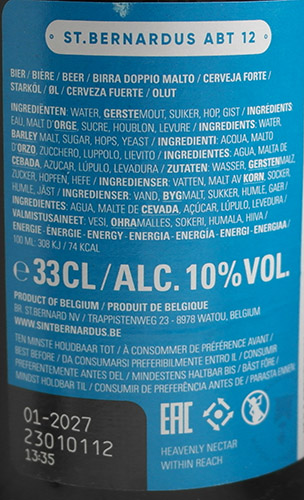 ST.BERNARDUS ABT 12
BIER / BIÈRE / BEER / BIRRA DOPPIO MALTO / CERVEJA FORTE /
STARKÖL / ØL / CERVEZA FUERTE / OLUT
INGREDIËNTEN: WATER, GERSTEMOUT, SUIKER, HOP, GIST / INGRÉDIENTS
EAU, MALT D'ORGE, SUCRE, HOUBLON, LEVURE / INGREDIENTS: WATER,
BARLEY MALT, SUGAR, HOPS, YEAST / INGREDIENTI: ACQUA, MALTO
D'ORZO, ZUCCHERO, LUPPOLO, LIEVITO / INGREDIENTES: AGUA, MALTA DE
CEBADA, AZÚCAR, LÚPULO, LEVADURA / ZUTATEN: WASSER, GERSTENMALZ,
ZUCKER, HOPFEN, HEFE / INGREDIENSER: VATTEN, MALT AV KORN, SOCKER,
HUMLE, JÄST / INGREDIENSER: VAND, BYGMALT, SUKKER, HUMLE, GÆR /
INGREDIENTES: AGUA, MALTE DE CEVADA, AÇÚCAR, LÚPULO, LEVEDURA /
VALMISTUSAINEET: VESI, OHRAMALLES, SOKERI, HUMALA, HIIVA /
ENERGIE-ÉNERGIE-ENERGY-ENERGIA-ENERGÍA-ENERGI-ENERGIAA/
100 ML: 308 KJ / 74 KCAL
℮33CL/ALC. 10%VOL.
PRODUCT OF BELGIUM / PRODUIT DE BELGIQUE
BR. ST.BERNARD NV / TRAPPISTENWEG 23 - 8978 WATOU, BELGIUM
WWW.SINTBERNARDUS.BE
TEN MINSTE HOUDBAAR TOT / À CONSOMMER DE PRÉFÉRENCE AVANT /
BEST BEFORE / DA CONSUMARSI PREFERIBILMENTE ENTRO IL / CONSUMIR
PREFERENTEMENTE ANTES DEL / MINDESTENS HALTBAR BIS / BÄST FÖRE /
MINDST HOLDBAR TIL / CONSUMIR DE PREFERÊNCIA ANTES DE / PARASTA ENNEN
01-2027
23010112
13:35
EAC
HEAVENLY NECTAR
WITHIN REACH